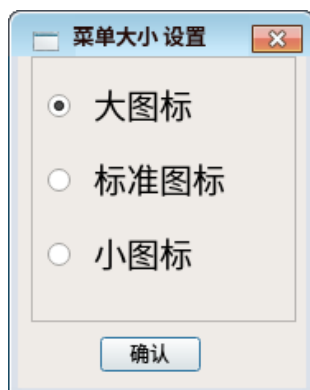 菜单大小 设置
大图标
标准图标
小图标
确认